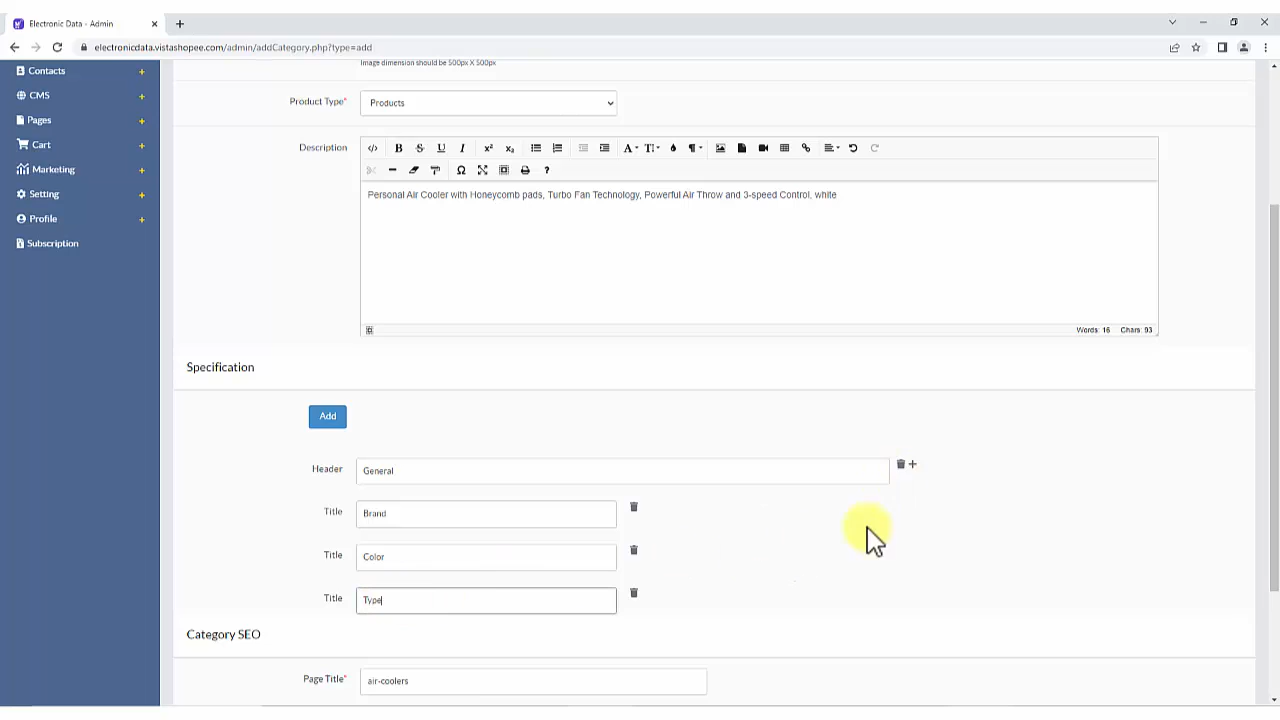 Electronic Data - Admin
electronicdata.vistashopee.com/admin/addCategory.php?type=add
Contacts
CMS
Pages
Cart
Marketing
Setting
Profile
Subscription
Image dimension should be 500px X 500px
Product Type*
Products
Description
Personal Air Cooler with Honeycomb pads, Turbo Fan Technology, Powerful Air Throw and 3-speed Control, white
Words: 16 Chars: 93
Specification
Add
Header
General
Title
Brand
Title
Color
Title
Type
Category SEO
Page Title*
air-coolers